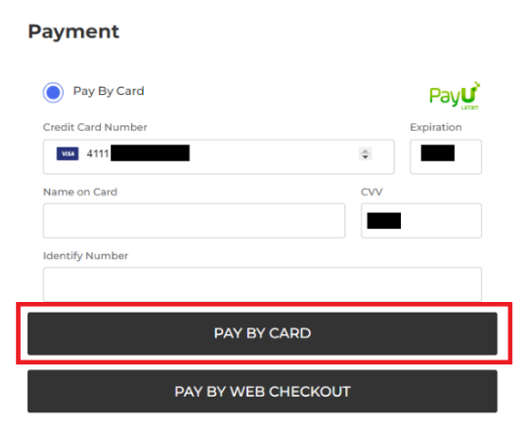 Payment
Pay By Card
PayU
LATAM
Credit Card Number Expiration
VISA 4111
Name on Card CVV
Identify Number
PAY BY CARD
PAY BY WEB CHECKOUT